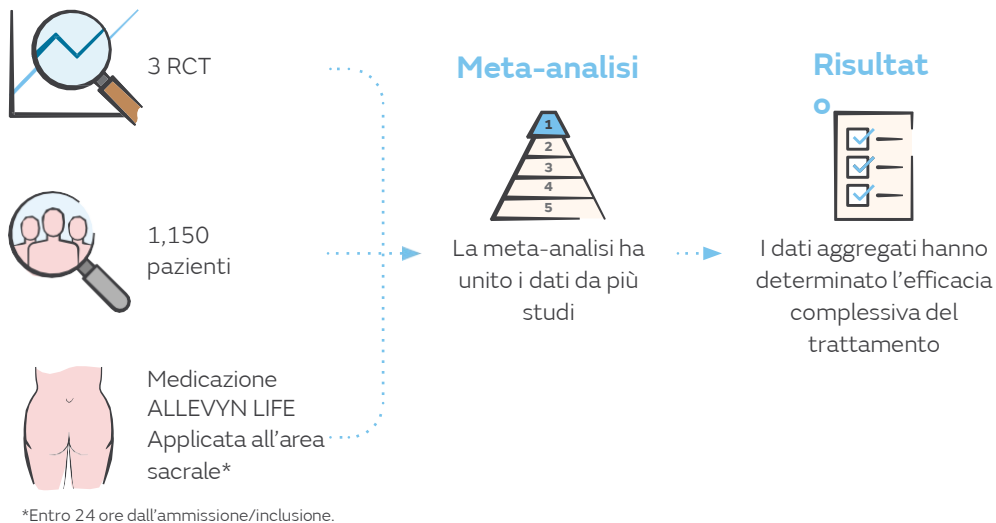 3 RCT
1,150
pazienti
Medicazione
ALLEVYN LIFE
Applicata all’area
sacrale*
*Entro 24 ore dall’ammissione/inclusione.
Meta-analisi
1
2
3
4
5
La meta-analisi ha
unito i dati da più
studi
Risultat
I dati aggregati hanno
determinato l’efficacia
complessiva del
trattamento